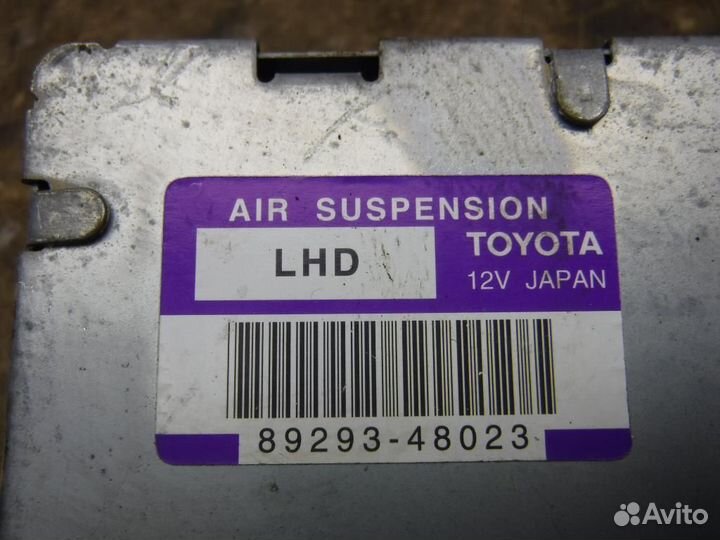 AIR SUSPENSION
LHD
TOYOTA
12V JAPAN
89293-48023
Avito